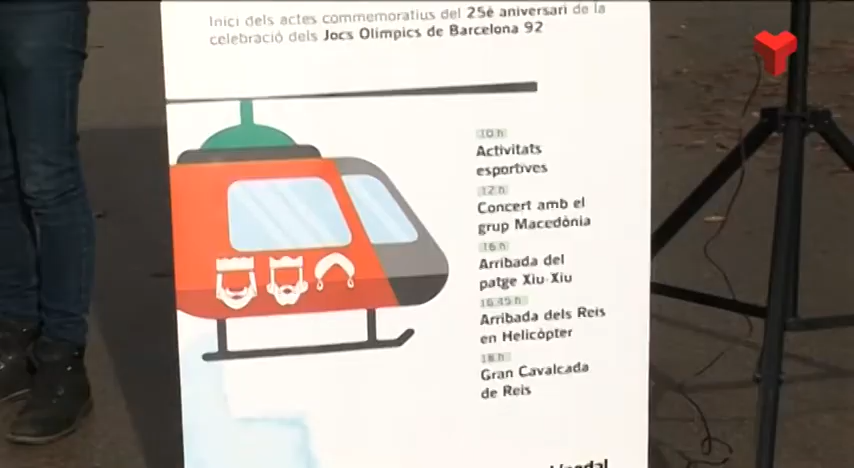 Inici dels actes commemoratius del 25è aniversari de la
celebració dels Jocs Olímpics de Barcelona 92
10 h
Activitats
esportives
12 h
Concert amb el
grup Macedònia
16 h
Arribada del
patge Xiu-Xiu
16.45 h
Arribada dels Reis
en Helicòpter
18 h
Gran Cavalcada
de Reis